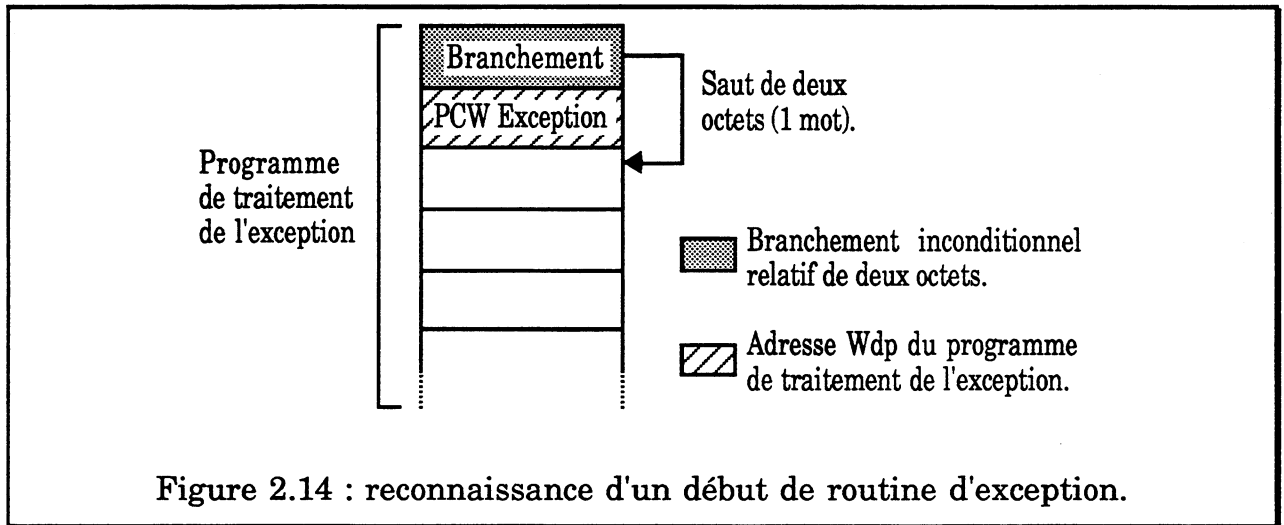 Branchement
PCW Exception
Saut de deux
octets (1 mot).
Programme
de traitement
de l'exception
Branchement inconditionnel
relatif de deux octets.
Adresse Wdp du programme
de traitement de l'exception.
Figure 2.14 : reconnaissance d'un début de routine d'exception.